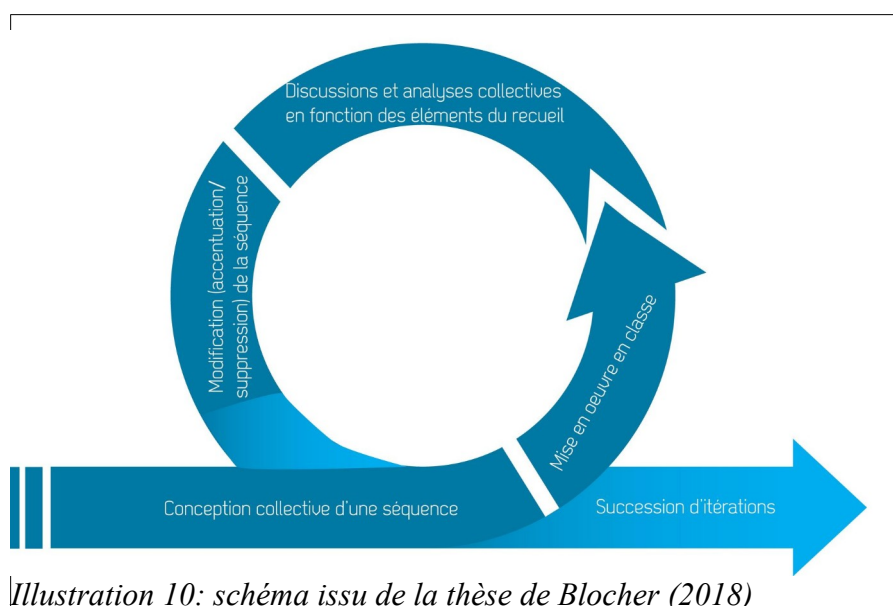 Discussions et analyses collectives
en fonction des éléments du recueil
Modification (accentuation/
suppression) de la séquence
Mise en oeuvre en classe
Conception collective d'une séquence
Succession d'itérations
Illustration 10: schéma issu de la thèse de Blocher (2018)